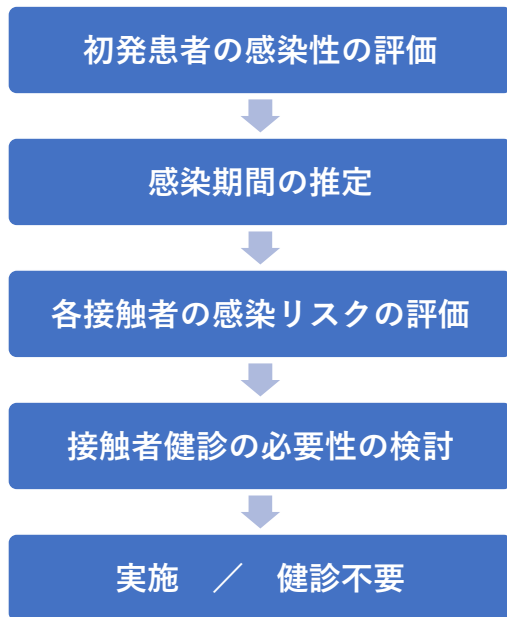 初発患者の感染性の評価
感染期間の推定
各接触者の感染リスクの評価
接触者健診の必要性の検討
実施　／　健診不要